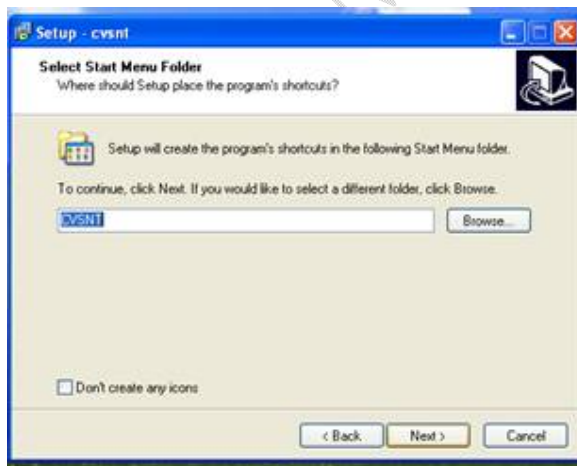 Setup - cvsnt
Select Start Menu Folder
Where should Setup place the program's shortcuts?
Setup will create the program's shortcuts in the following Start Menu folder.
To continue, click Next. If you would like to select a different folder, click Browse.
CVSNT
Browse...
Don't create any icons
< Back
Next >
Cancel